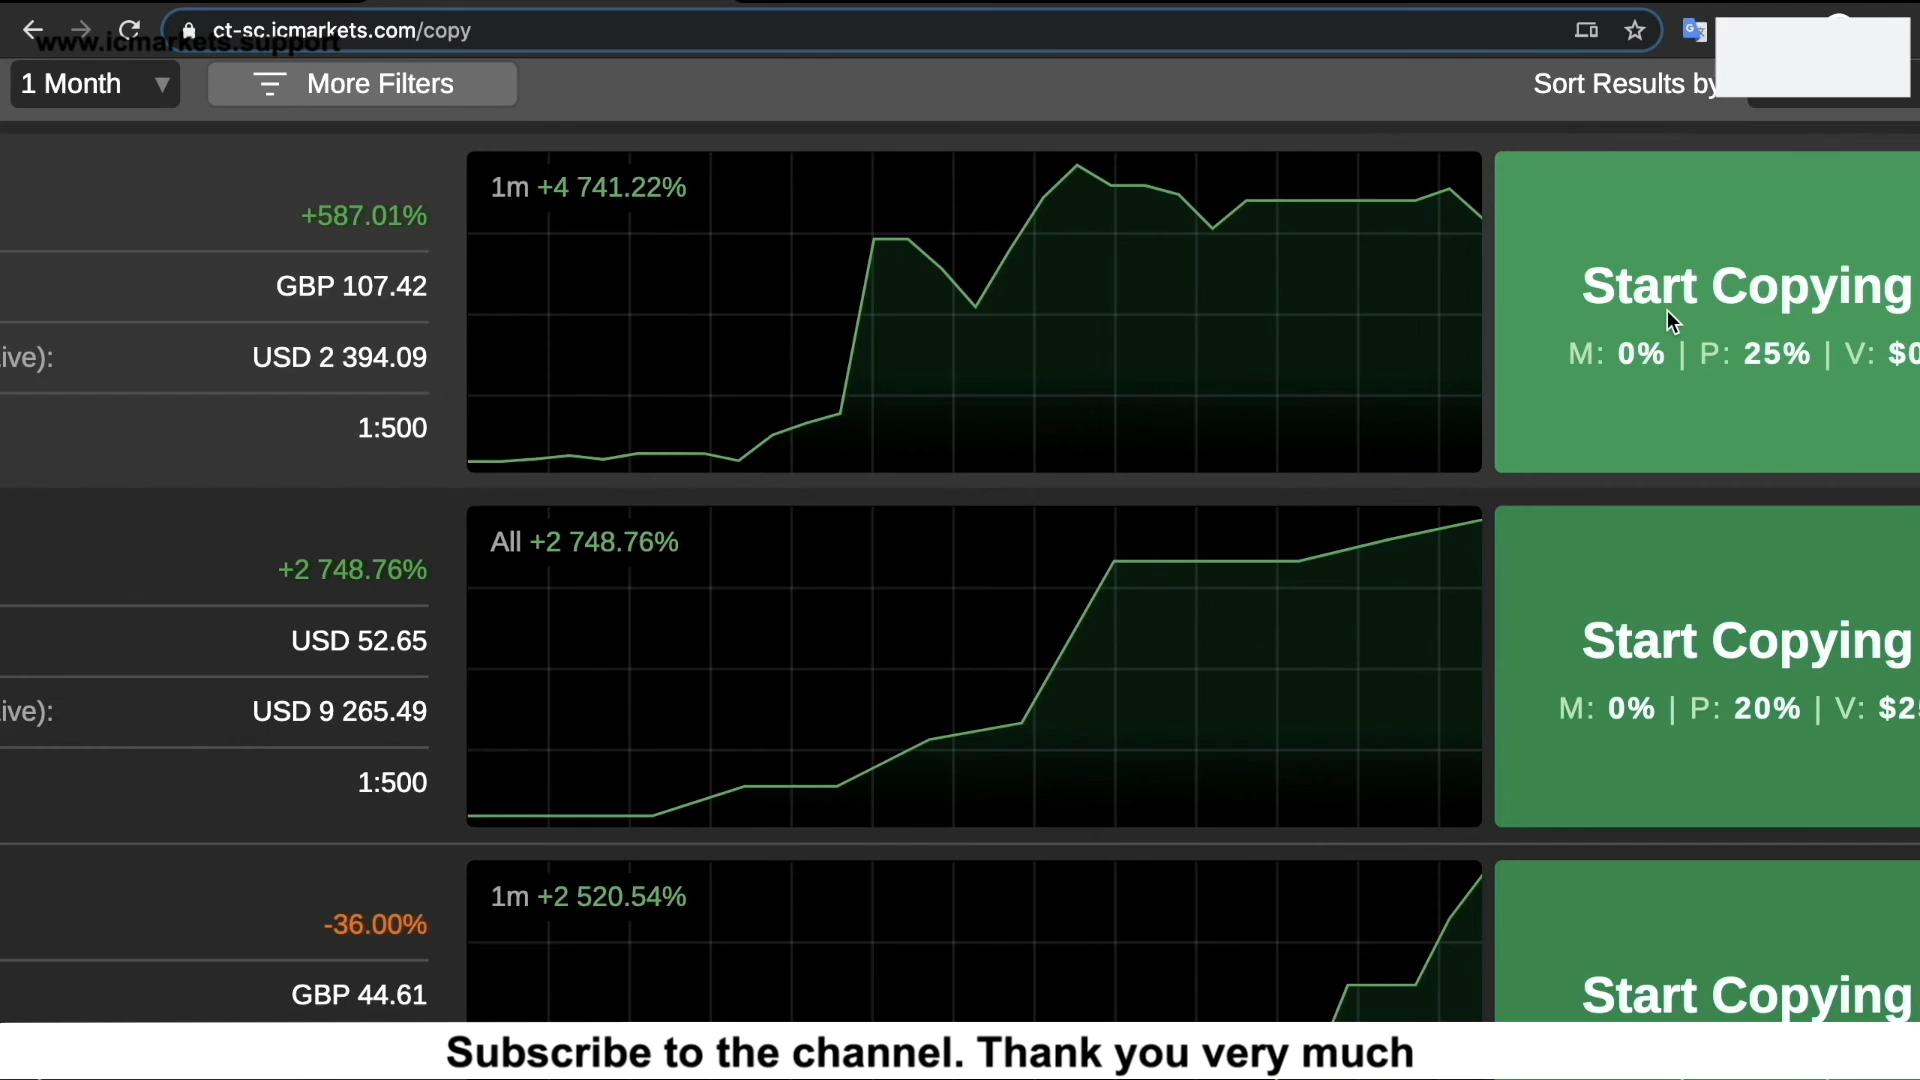 ct-sc.icmarkets.com/copy
www.icmarkets.support
1 Month
More Filters
Sort Results by
+587.01%
GBP 107.42
ive): USD 2 394.09
1:500
1m +4 741.22%
Start Copying
M: 0% | P: 25% | V: $0
+2 748.76%
USD 52.65
ive): USD 9 265.49
1:500
All +2 748.76%
Start Copying
M: 0% | P: 20% | V: $2
-36.00%
GBP 44.61
1m +2 520.54%
Start Copying
Subscribe to the channel. Thank you very much